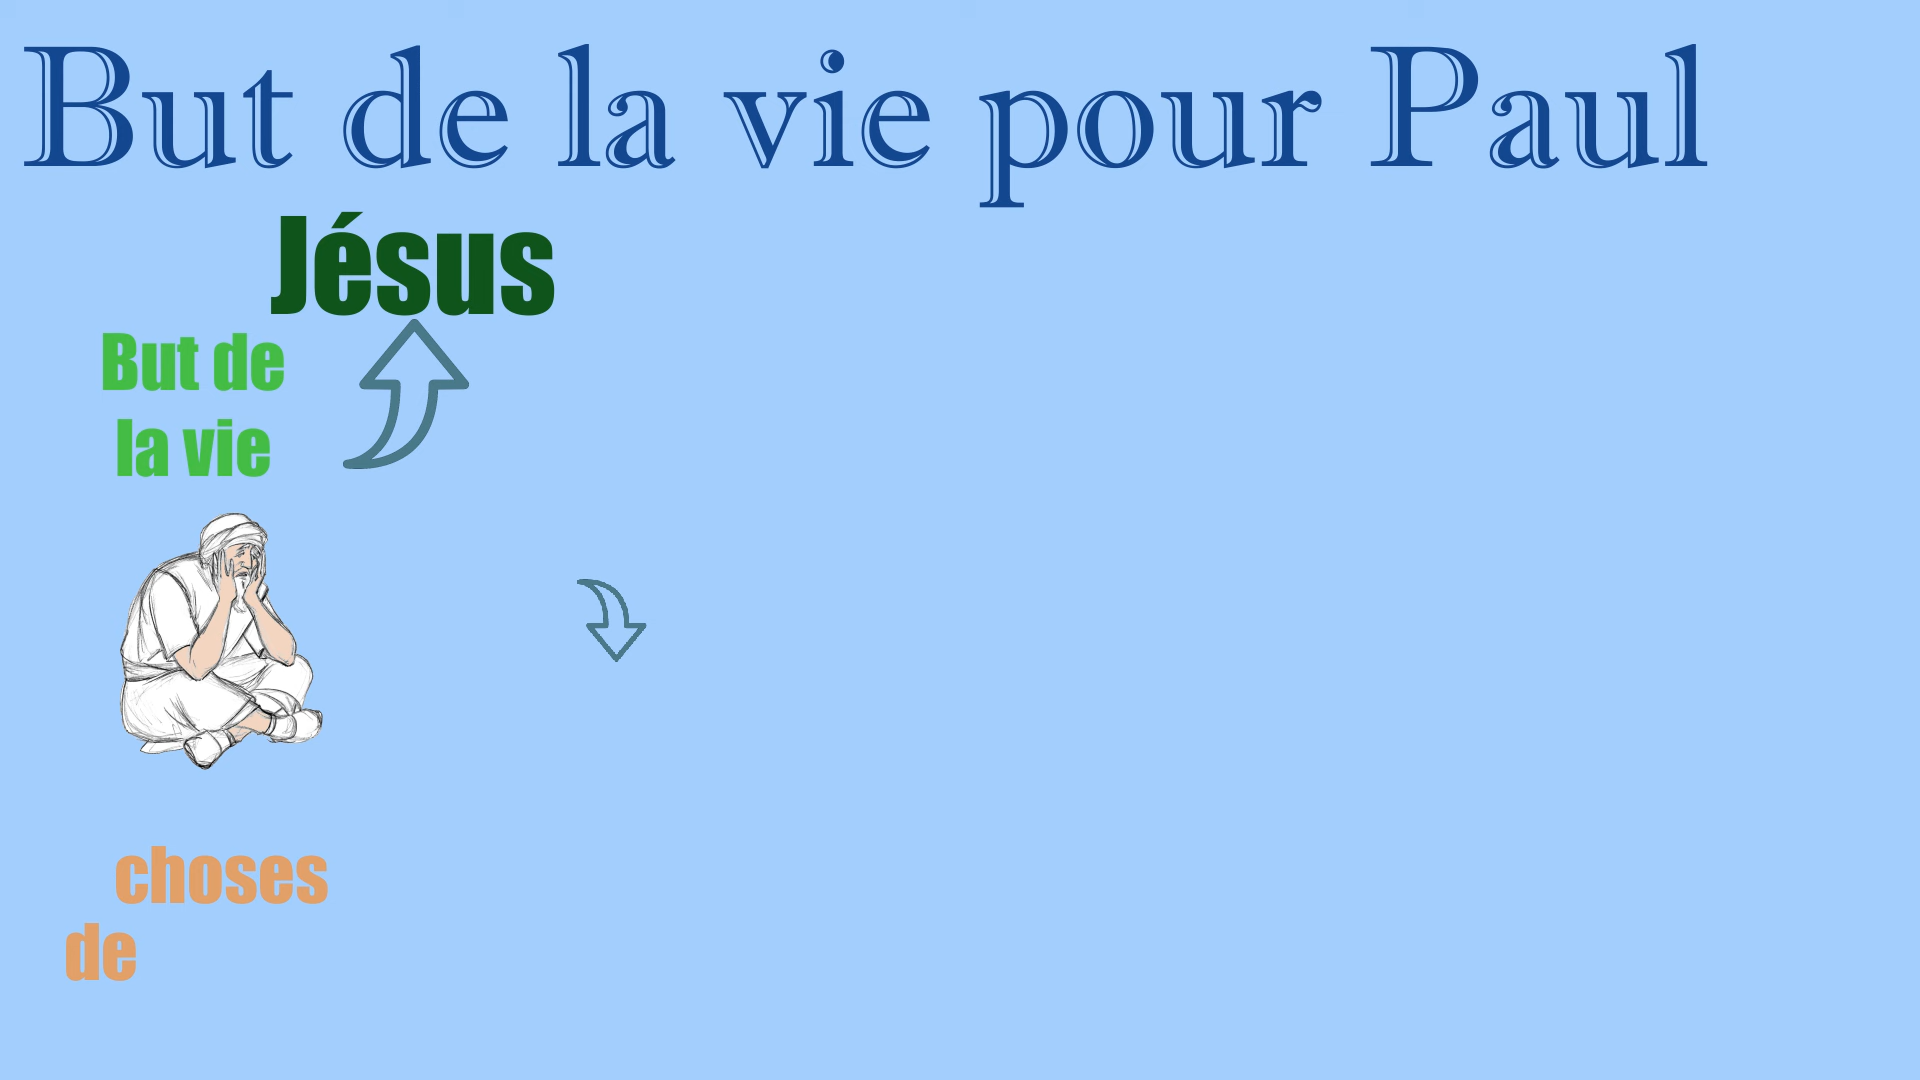 But de la vie pour Paul
Jésus
But de
la vie
choses
de